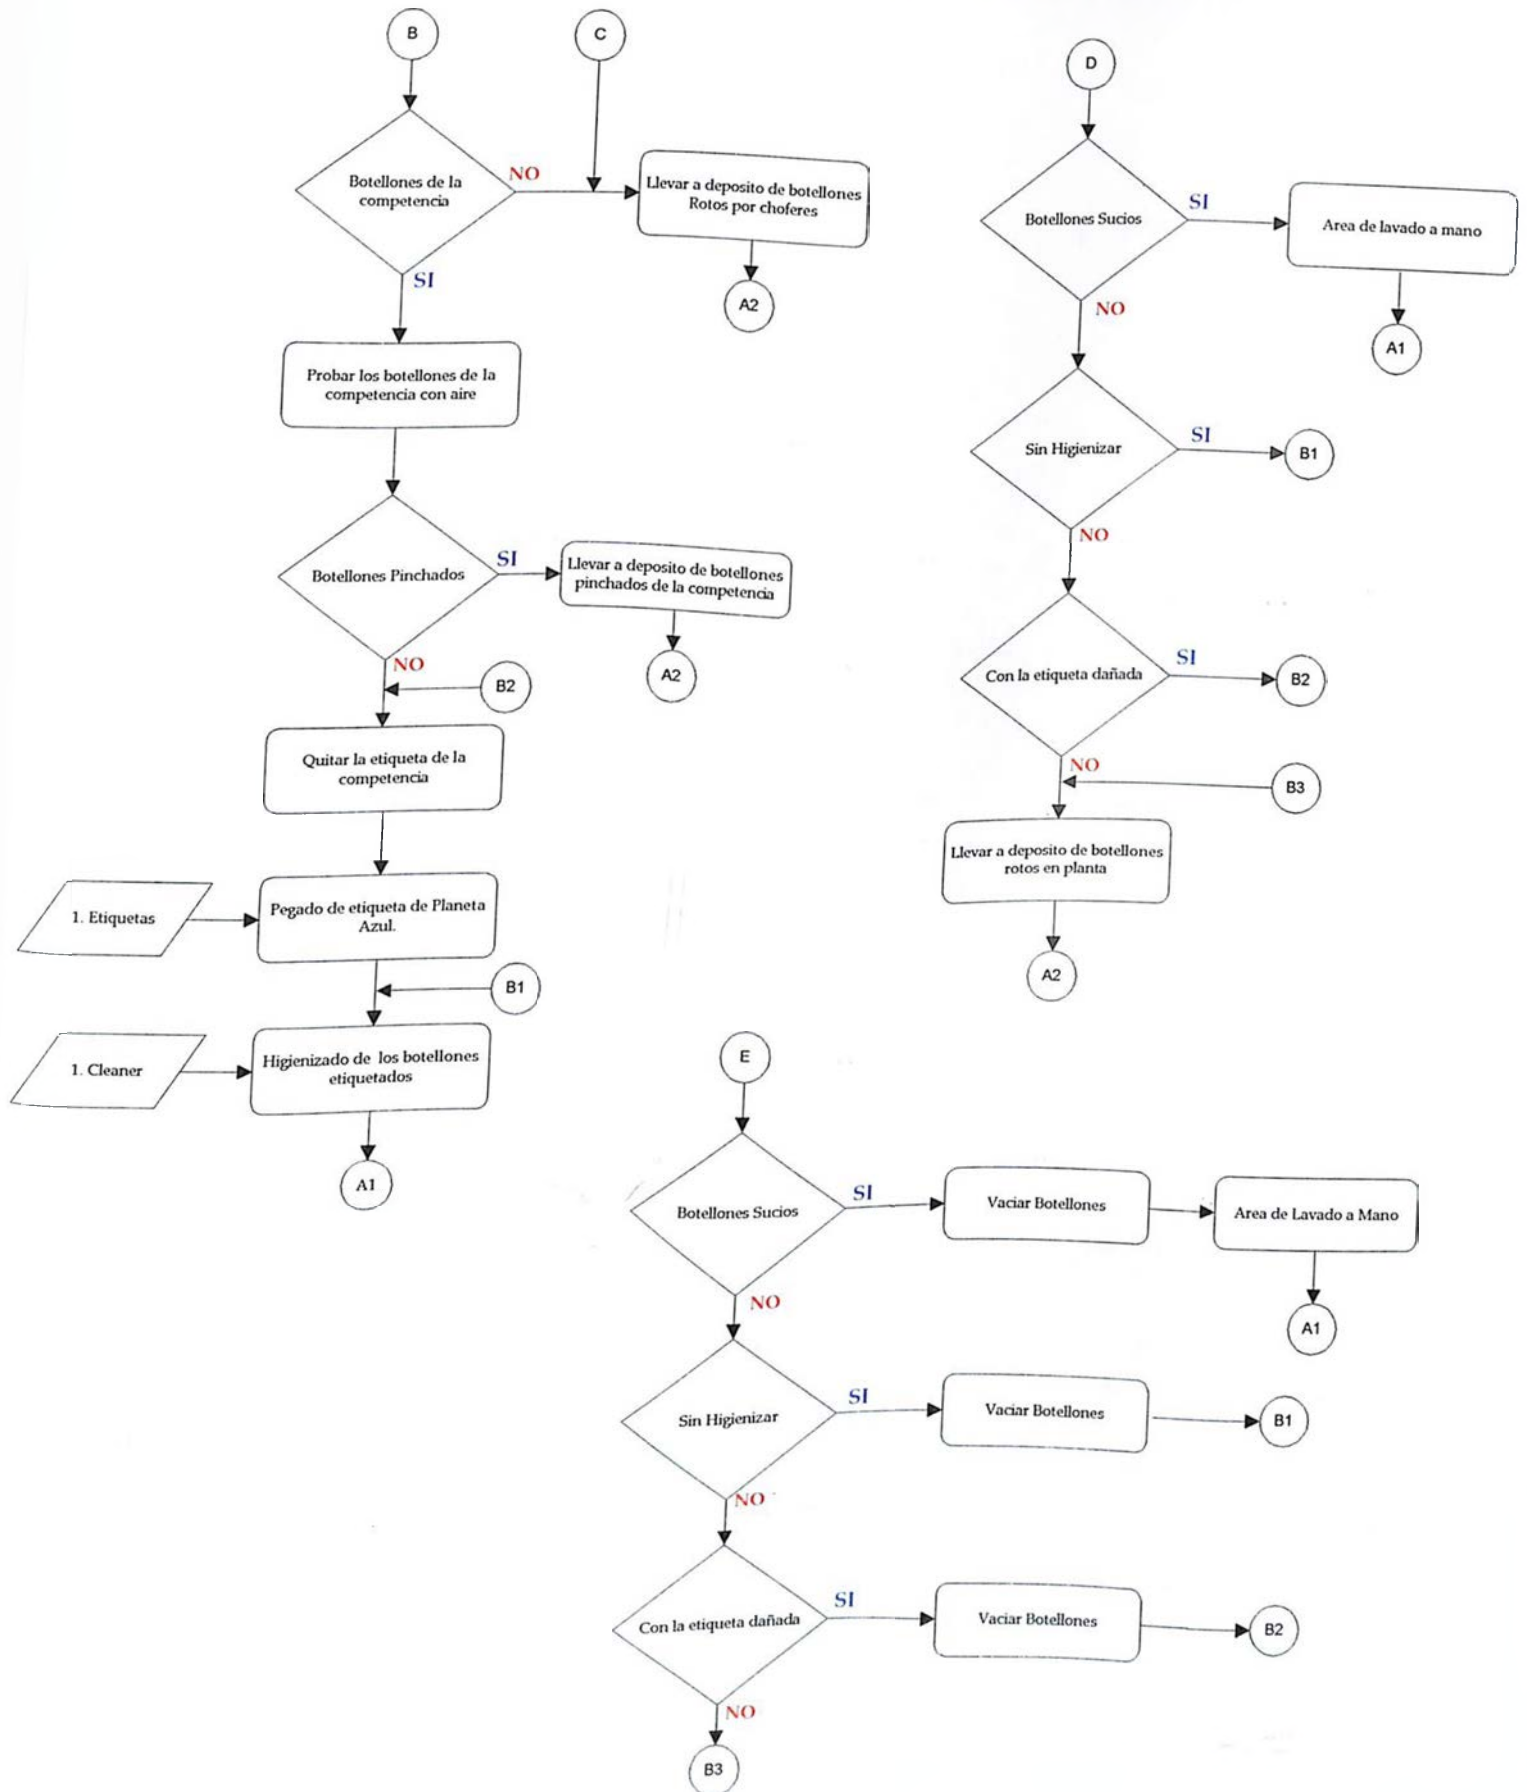 B
C
Botellones de la
competencia
NO
Llevar a deposito de botellones
Rotos por choferes
A2
SI
Probar los botellones de la
competencia con aire
Botellones Pinchados
SI
Llevar a deposito de botellones
pinchados de la competencia
A2
NO
B2
Quitar la etiqueta de la
competencia
1. Etiquetas
Pegado de etiqueta de Planeta
Azul.
B1
1. Cleaner
Higienizado de los botellones
etiquetados
A1
D
Botellones Sucios
SI
Area de lavado a mano
A1
NO
Sin Higienizar
SI
B1
NO
Con la etiqueta dañada
SI
B2
NO
B3
Llevar a deposito de botellones
rotos en planta
A2
E
Botellones Sucios
SI
Vaciar Botellones
Area de Lavado a Mano
A1
NO
Sin Higienizar
SI
Vaciar Botellones
B1
NO
Con la etiqueta dañada
SI
Vaciar Botellones
B2
NO
B3